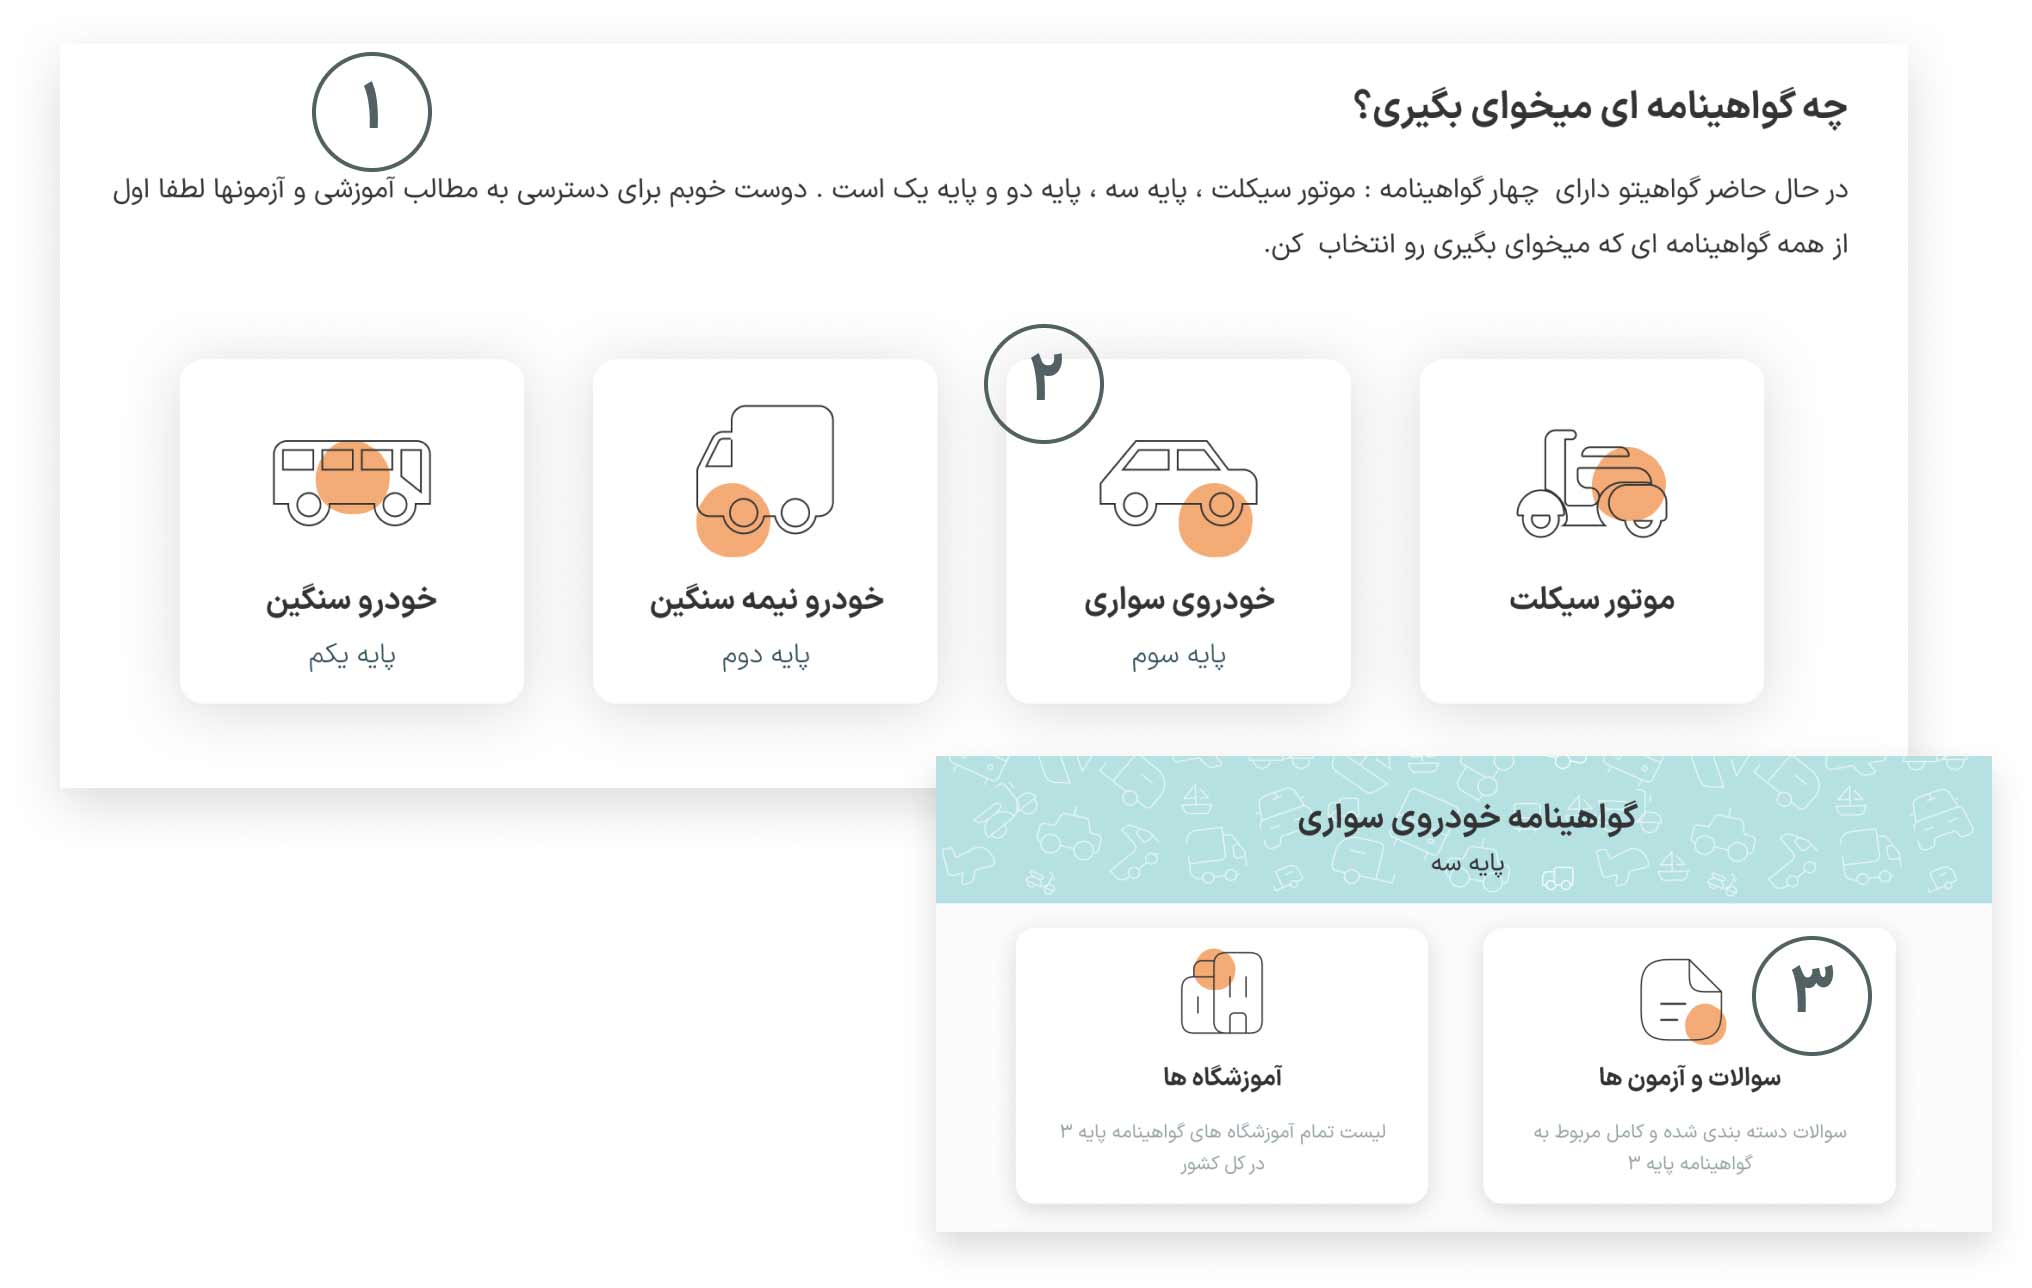 ۱
چه گواهینامه ای میخوای بگیری؟
در حال حاضر گواهیتو دارای چهار گواهینامه : موتور سیکلت ، پایه سه ، پایه دو و پایه یک است . دوست خوبم برای دسترسی به مطالب آموزشی و آزمونها لطفا اول
از همه گواهینامه ای که میخوای بگیری رو انتخاب کن.
۲
موتور سیکلت
خودروی سواری
پایه سوم
خودرو نیمه سنگین
پایه دوم
خودرو سنگین
پایه یکم
گواهینامه خودروی سواری
پایه سه
۳
سوالات و آزمون ها
سوالات دسته بندی شده و کامل مربوط به
گواهینامه پایه ۳
آموزشگاه ها
لیست تمام آموزشگاه های گواهینامه پایه ۳
در کل کشور